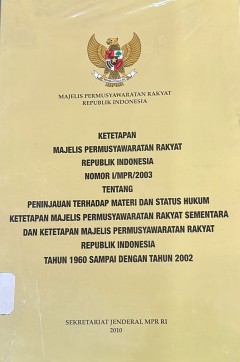 MAJELIS PERMUSYAWARATAN RAKYAT
REPUBLIK INDONESIA
KETETAPAN
MAJELIS PERMUSYAWARATAN RAKYAT
REPUBLIK INDONESIA
NOMOR I/MPR/2003
TENTANG
PENINJAUAN TERHADAP MATERI DAN STATUS HUKUM
KETETAPAN MAJELIS PERMUSYAWARATAN RAKYAT SEMENTARA
DAN KETETAPAN MAJELIS PERMUSYAWARATAN RAKYAT
REPUBLIK INDONESIA
TAHUN 1960 SAMPAI DENGAN TAHUN 2002
SEKRETARIAT JENDERAL MPR RI
2010